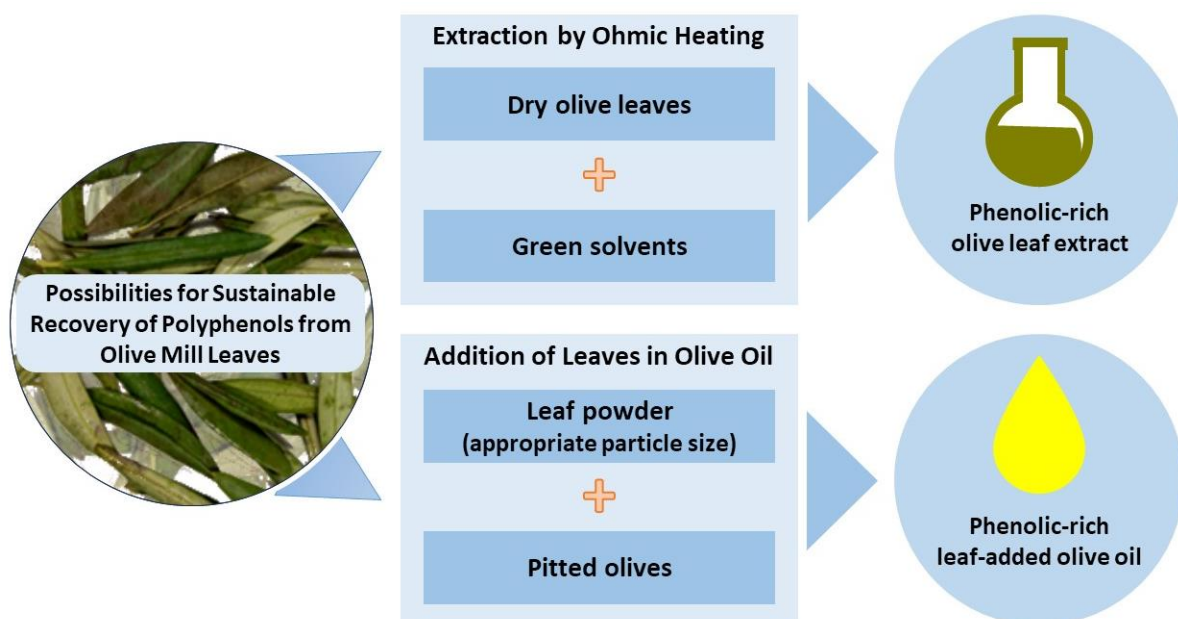 Possibilities for Sustainable
Recovery of Polyphenols from
Olive Mill Leaves
Extraction by Ohmic Heating
Dry olive leaves
+
Green solvents
Phenolic-rich
olive leaf extract
Addition of Leaves in Olive Oil
Leaf powder
(appropriate particle size)
+
Pitted olives
Phenolic-rich
leaf-added olive oil